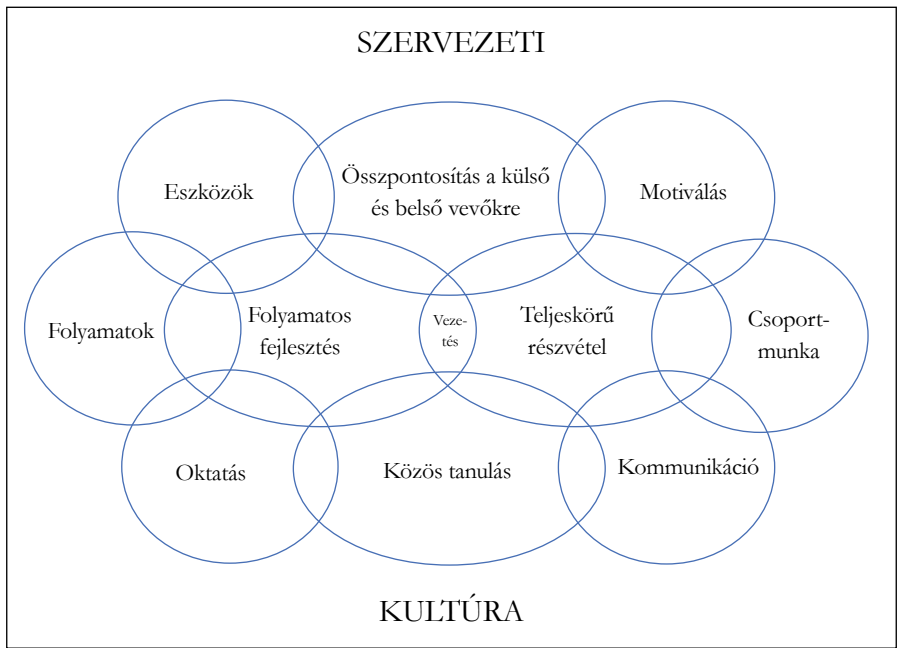 SZERVEZETI
Eszközök
Összpontosítás a külső
és belső vevőkre
Motiválás
Folyamatok
Folyamatos
fejlesztés
Veze-
tés
Teljeskörű
részvétel
Csoport-
munka
Oktatás
Közös tanulás
Kommunikáció
KULTÚRA